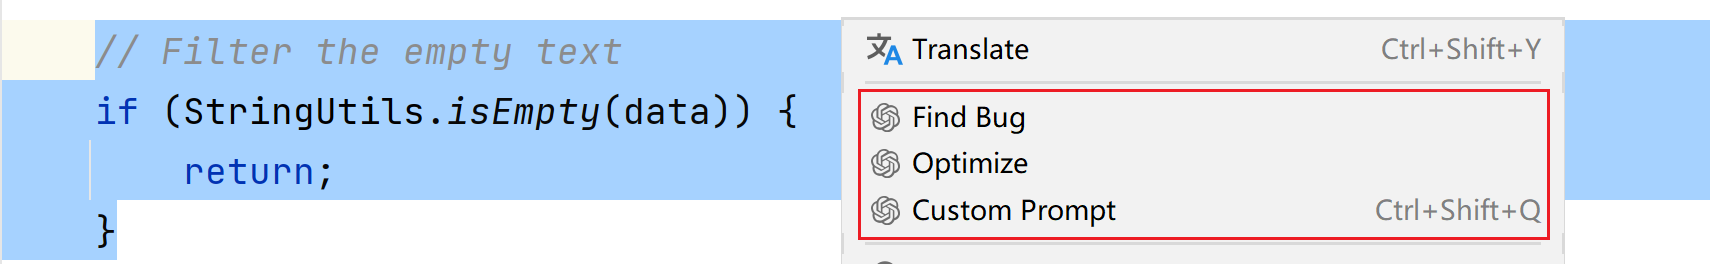 // Filter the empty text
if (StringUtils.isEmpty(data)) {
return;
}
Translate Ctrl+Shift+Y
Find Bug
Optimize
Custom Prompt Ctrl+Shift+Q